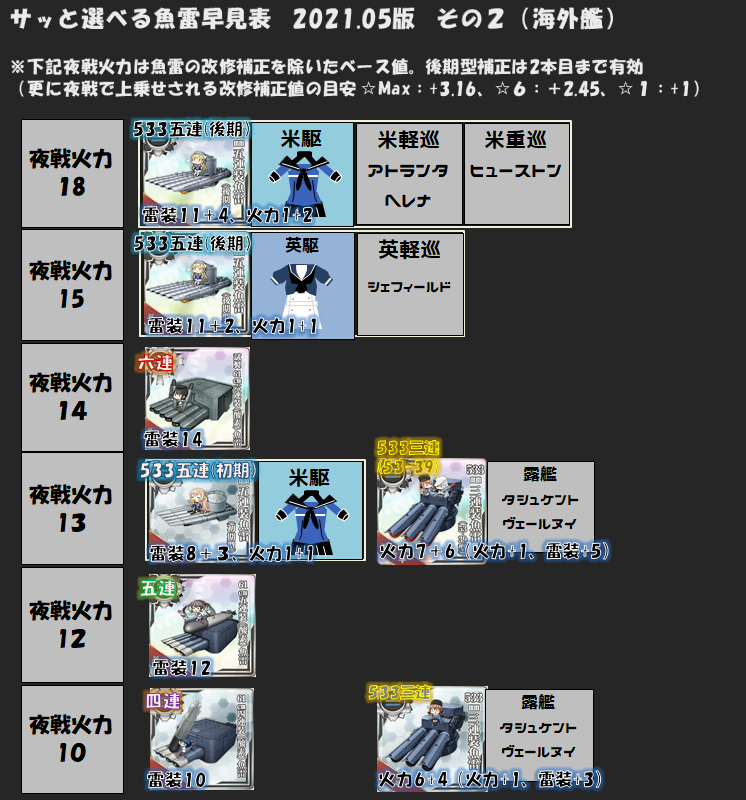 サッと選べる魚雷早見表 2021.05版 その２（海外艦）
※下記夜戦火力は魚雷の改修補正を除いたベース値。後期型補正は2本目まで有効
（更に夜戦で上乗せされる改修補正値の目安 ☆Max：+3.16、☆６：＋2.45、☆１：+1）
夜戦火力
18
533五連(後期)
雷装11+4、火力1+2
米駆
米軽巡
アトランタ
ヘレナ
米重巡
ヒューストン
夜戦火力
15
533五連(後期)
雷装11+2、火力1+1
英駆
英軽巡
シェフィールド
夜戦火力
14
六連
雷装14
夜戦火力
13
533五連(初期)
雷装8+3、火力1+1
米駆
533三連
(53-39)
火力7+6（火力+1、雷装+5）
露艦
タシュケント
ヴェールヌイ
夜戦火力
12
五連
雷装12
夜戦火力
10
四連
雷装10
533三連
火力6+4（火力+1、雷装+3）
露艦
タシュケント
ヴェールヌイ